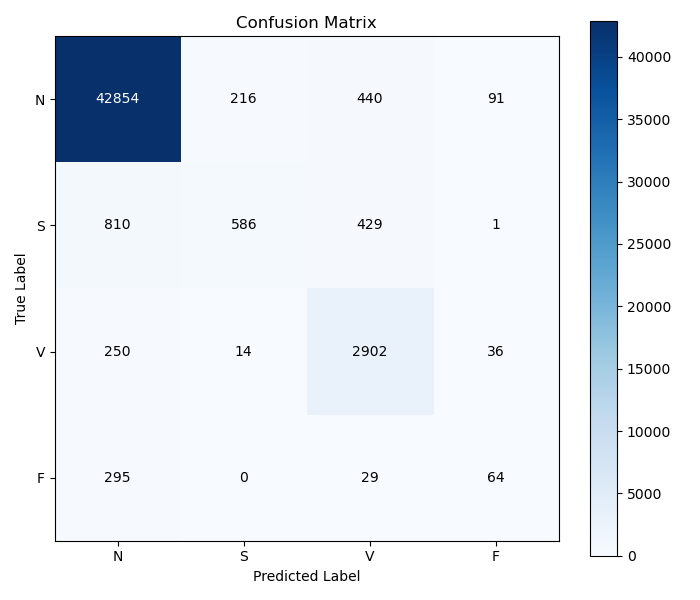 Confusion Matrix
True Label
N 42854 216 440 91
S 810 586 429 1
V 250 14 2902 36
F 295 0 29 64
N S V F
Predicted Label
40000
35000
30000
25000
20000
15000
10000
5000
0